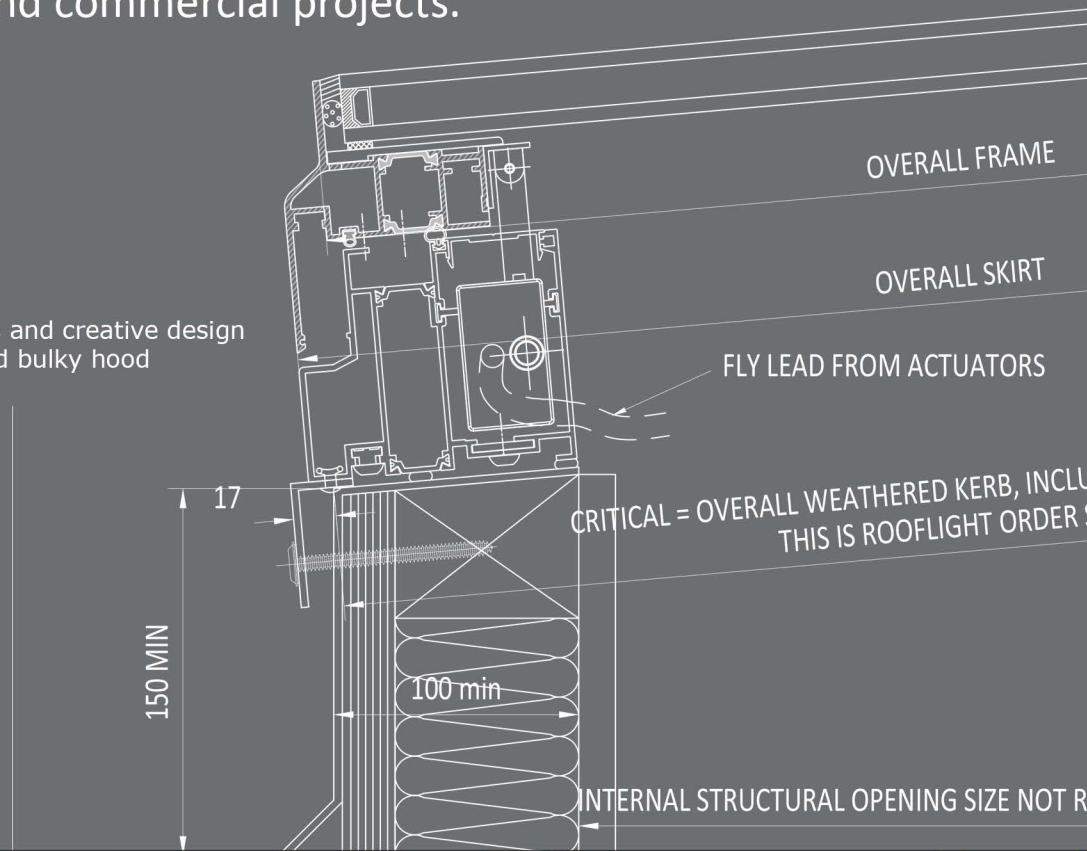 nd commercial projects.
OVERALL FRAME
OVERALL SKIRT
and creative design
FLY LEAD FROM ACTUATORS
bulky hood
17
CRITICAL = OVERALL WEATHERED KERB, INCLU
THIS IS ROOFLIGHT ORDER
150 MIN
100 min
INTERNAL STRUCTURAL OPENING SIZE NOT R